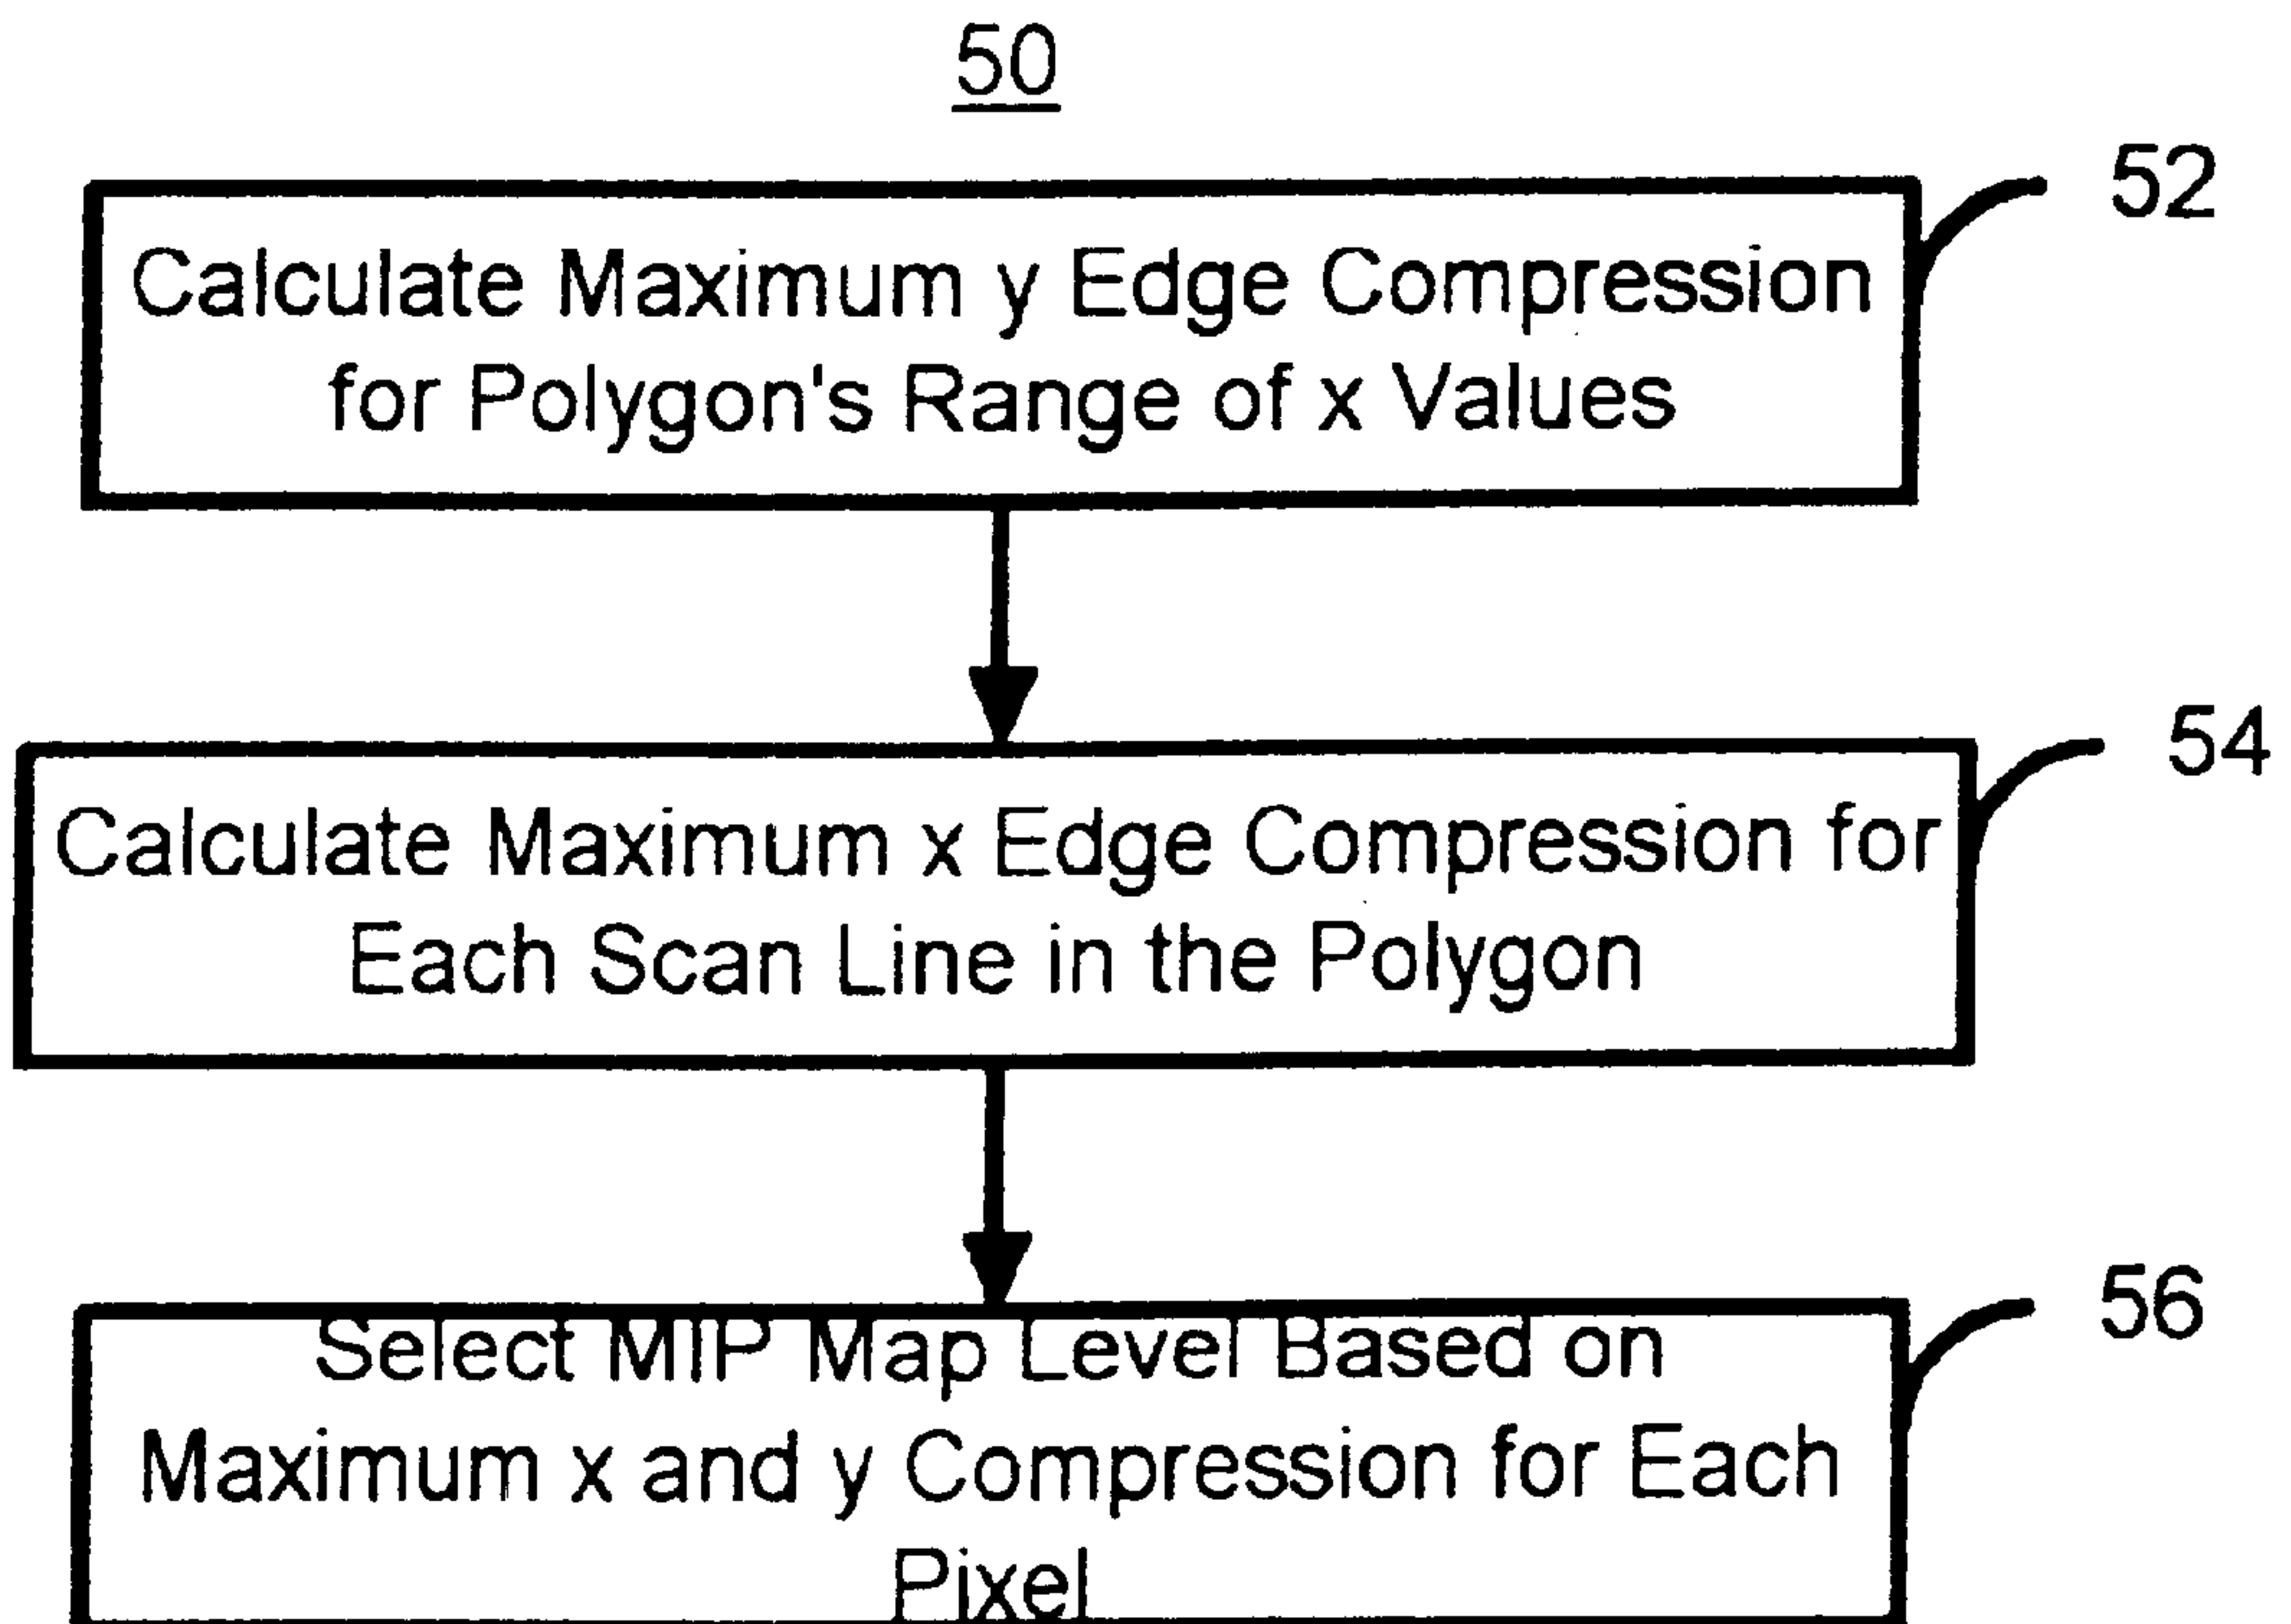 50
52
Calculate Maximum y Edge Compression
for Polygon's Range of x Values
54
Calculate Maximum x Edge Compression for
Each Scan Line in the Polygon
56
Select MIP Map Level Based on
Maximum x and y Compression for Each
Pixel